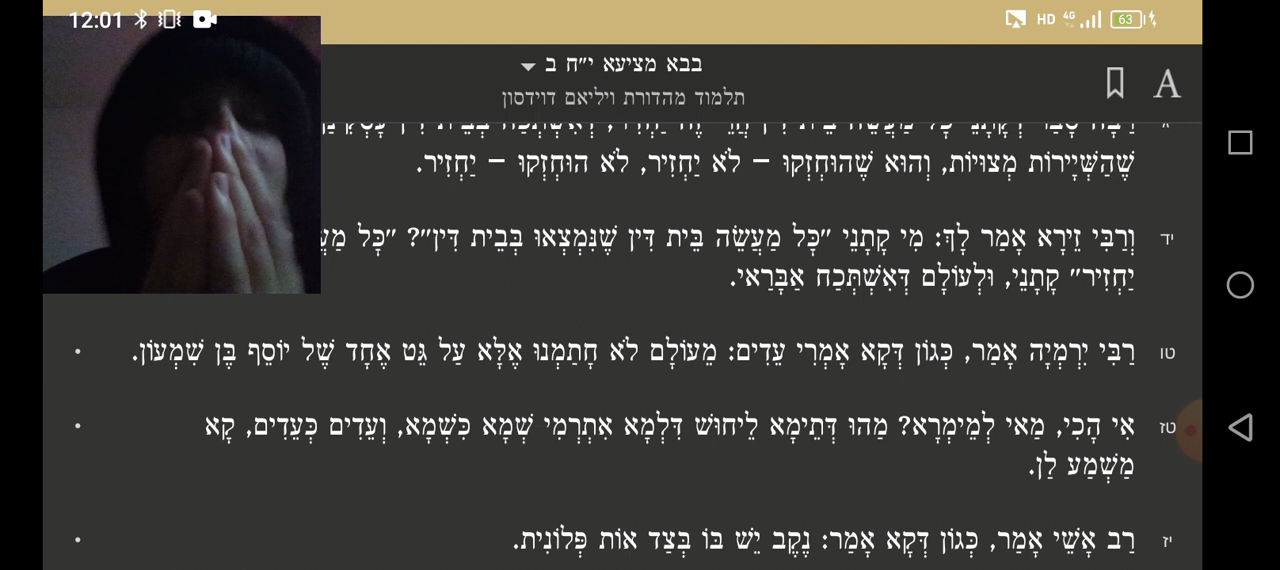 12:01 HD 4G 63
בבא מציעא י״ח ב
A
תלמוד מהדורת ויליאם דוידסון
שֶׁהַשְּׁיָירוֹת מְצוּיוֹת, וְהוּא שֶׁהוּחְזְקוּ – לֹא יַחְזִיר, לֹא הוּחְזְקוּ – יַחְזִיר.
יד וְרַבִּי זֵירָא אָמַר לָךְ: מִי קָתָנֵי ״כׇּל מַעֲשֵׂה בֵּית דִּין שֶׁנִּמְצְאוּ בְּבֵית דִּין״? ״כׇּל
יַחְזִיר״ קָתָנֵי, וּלְעוֹלָם דְּאִשְׁתְּכַח אַבָּרַאי.
טו רַבִּי יִרְמְיָה אָמַר, כְּגוֹן דְּקָא אָמְרִי עֵדִים: מֵעוֹלָם לֹא חָתַמְנוּ אֶלָּא עַל גֵּט אֶחָד שֶׁל יוֹסֵף בֶּן שִׁמְעוֹן.
טז אִי הָכִי, מַאי לְמֵימְרָא? מַהוּ דְּתֵימָא לֵיחוּשׁ דִּלְמָא אִתְרְמִי שְׁמָא כִּשְׁמָא, וְעֵדִים כְּעֵדִים, קָא
מַשְׁמַע לַן.
יז רַב אָשֵׁי אָמַר, כְּגוֹן דְּקָא אָמַר: נֶקֶב יֵשׁ בּוֹ בְּצַד אוֹת פְּלוֹנִית.